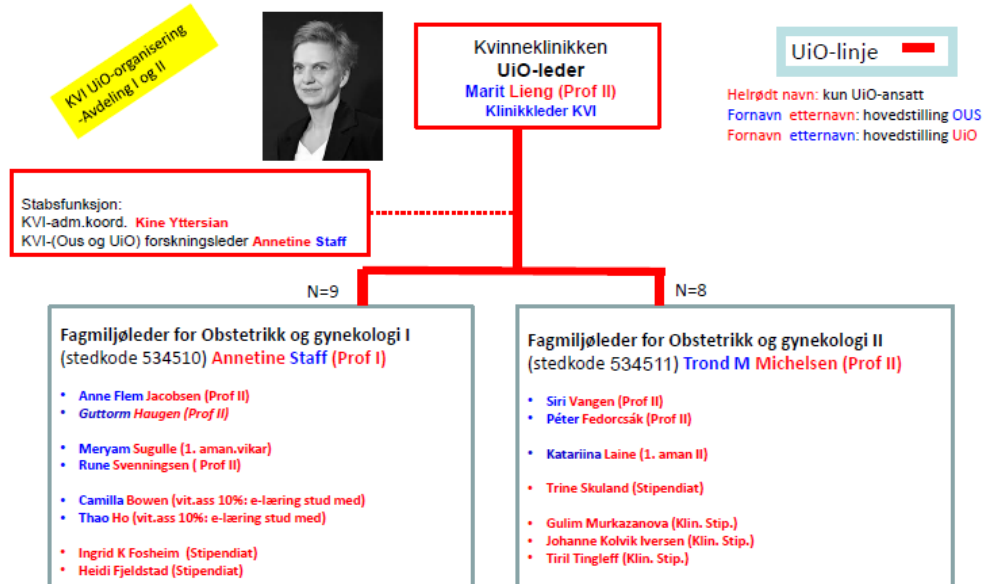 KVI UiO-organisering
-Avdeling I og II
Kvinneklinikken
UiO-leder
Marit Lieng (Prof II)
Klinikkleder KVI
UiO-linje
Helrødt navn: kun UiO-ansatt
Fornavn etternavn: hovedstilling OUS
Fornavn etternavn: hovedstilling UiO
Stabsfunksjon:
KVI-adm.koord. Kine Yttersian
KVI-(Ous og UiO) forskningsleder Annetine Staff
N=9
N=8
Fagmiljøleder for Obstetrikk og gynekologi I
(stedkode 534510) Annetine Staff (Prof I)
• Anne Flem Jacobsen (Prof II)
• Guttorm Haugen (Prof II)
• Meryam Sugulle (1. aman.vikar)
• Rune Svenningsen ( Prof II)
• Camilla Bowen (vit.ass 10%: e-læring stud med)
• Thao Ho (vit.ass 10%: e-læring stud med)
• Ingrid K Fosheim (Stipendiat)
• Heidi Fjeldstad (Stipendiat)
Fagmiljøleder for Obstetrikk og gynekologi II
(stedkode 534511) Trond M Michelsen (Prof II)
• Siri Vangen (Prof II)
• Péter Fedorcsák (Prof II)
• Katariina Laine (1. aman II)
• Trine Skuland (Stipendiat)
• Gulim Murkazanova (Klin. Stip.)
• Johanne Kolvik Iversen (Klin. Stip.)
• Tiril Tingleff (Klin. Stip.)